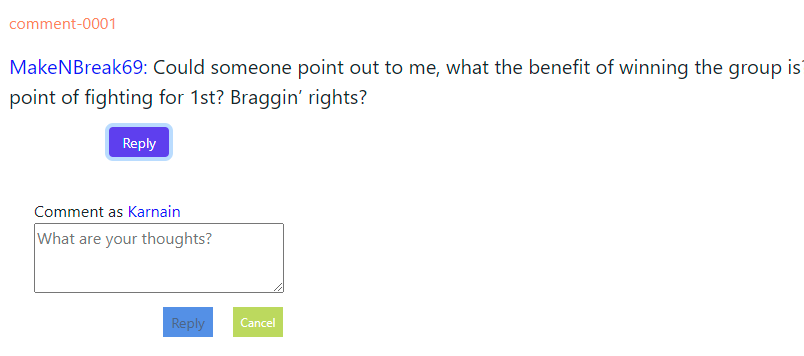 comment-0001
MakeNBreak69: Could someone point out to me, what the benefit of winning the group is?
point of fighting for 1st? Braggin’ rights?
Reply
Comment as Karnain
What are your thoughts?
Reply Cancel